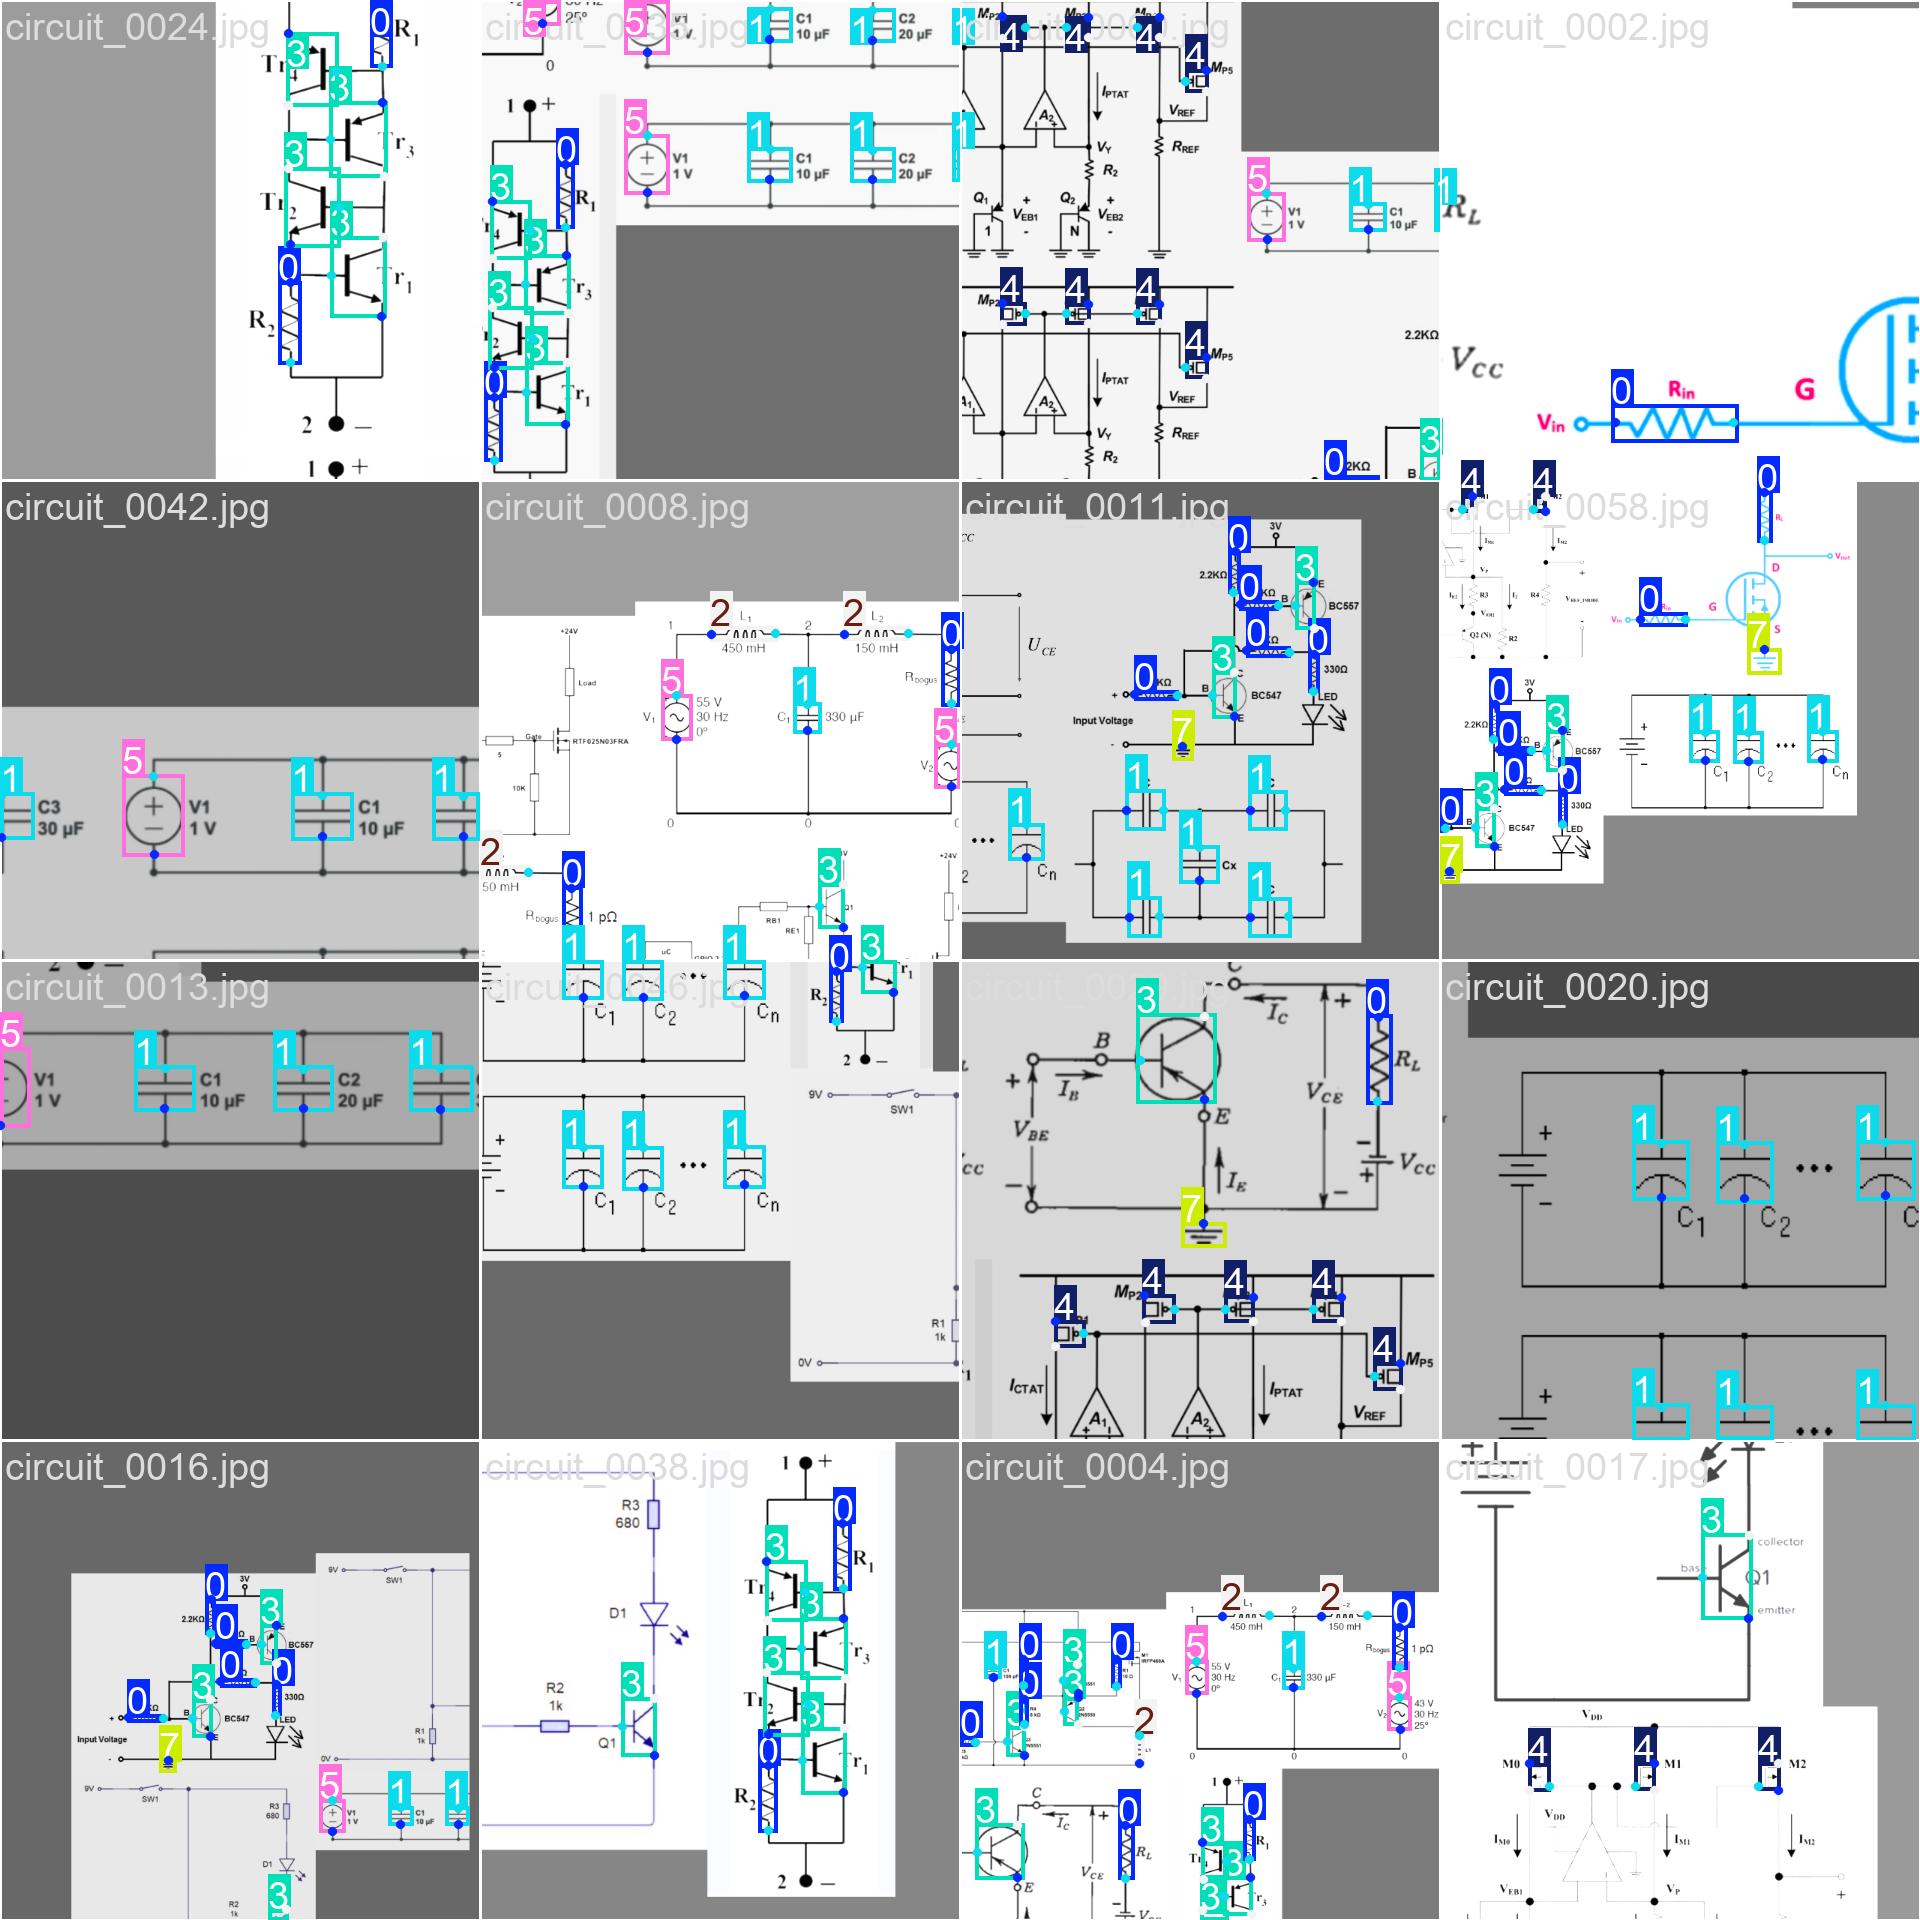 circuit_0024.jpg
0
R1
3
Tr4
3
Tr3
3
Tr2
3
0
Tr1
R2
2 —
1 +
5
25°
0
5
V1
1 V
1
C1
10 µF
1
C2
20 µF
1
1 +
0
R1
3
3
3
Tr3
3
0
Tr1
5
V1
1 V
1
C1
10 µF
1
C2
20 µF
1
4
4
4
4
MP5
IPTAT
VREF
A2
VY
RREF
R2
Q1
1
+
VEB1
-
Q2
N
+
VEB2
-
4
4
4
MP2
4
MP5
IPTAT
VREF
A1
A2
VY
RREF
R2
5
V1
1 V
1
C1
10 µF
1
2.2KΩ
0
2KΩ
3
B
circuit_0002.jpg
RL
VCC
0
Rin
G
Vin
circuit_0042.jpg
1
C3
30 µF
5
V1
1 V
1
C1
10 µF
1
circuit_0008.jpg
+24V
Load
Gate
5
RTF025N03FRA
10K
1
2
L1
450 mH
2
2
L2
150 mH
0
Rbogus
5
V1
55 V
30 Hz
0°
1
C1
330 µF
5
V2
0
0
2
50 mH
0
Rbogus
1 pΩ
3
Q1
RB1
RE1
+24V
uC
circuit_0011.jpg
CC
UCE
0
3V
2.2KΩ
0
3
E
B
BC557
0
0
3
330Ω
0
B
BC547
E
LED
+
Input Voltage
-
7
1
1
1
Cx
1
1
1
Cn
circuit_0058.jpg
4
4
0
RL
Vout
D
0
Rin
G
Vin
S
7
VP
R3
R4
R2
Q2 (N)
0
3V
2.2KΩ
0
3
B
BC557
0
0
3
330Ω
0
B
BC547
LED
7
1
1
1
C1
C2
Cn
circuit_0013.jpg
5
V1
1 V
1
C1
10 µF
1
C2
20 µF
1
1
1
1
C1
C2
Cn
0
3
R2
r1
2 —
1
1
1
+
-
C1
C2
Cn
9V
SW1
R1
1k
0V
3
C
IC
+
0
B
RL
+
IB
VCE
E
VBE
−
+
VCC
IE
−
−
7
4
4
4
4
MP2
4
MP5
ICTAT
IPTAT
VREF
A1
A2
circuit_0020.jpg
+
−
1
1
1
C1
C2
C
+
1
1
1
circuit_0016.jpg
0
3V
2.2KΩ
0
3
E
B
BC557
0
0
3
330Ω
0
B
BC547
E
LED
+
Input Voltage
-
7
9V
SW1
R1
1k
0V
9V
SW1
R3
680
D1
R2
1k
3
5
V1
1 V
1
C1
10 µF
1
circuit_0038.jpg
R3
680
D1
R2
1k
3
Q1
1 +
0
R1
3
Tr4
3
Tr3
3
Tr2
3
0
Tr1
R2
2 —
circuit_0004.jpg
1
0
3
0
0
3
3
0
2
1
2
L1
450 mH
2
2
150 mH
0
Rbogus
1 pΩ
5
V1
55 V
30 Hz
0°
1
C1
330 µF
5
V2
43 V
30 Hz
25°
0
0
0
3
C
IC
+
0
RL
VCE
E
1 +
0
3
R1
3
3
r3
circuit_0017.jpg
3
collector
base
Q1
emitter
VDD
4
M0
4
M1
4
M2
VDD
IM0
IM1
IM2
VEB1
VP
+